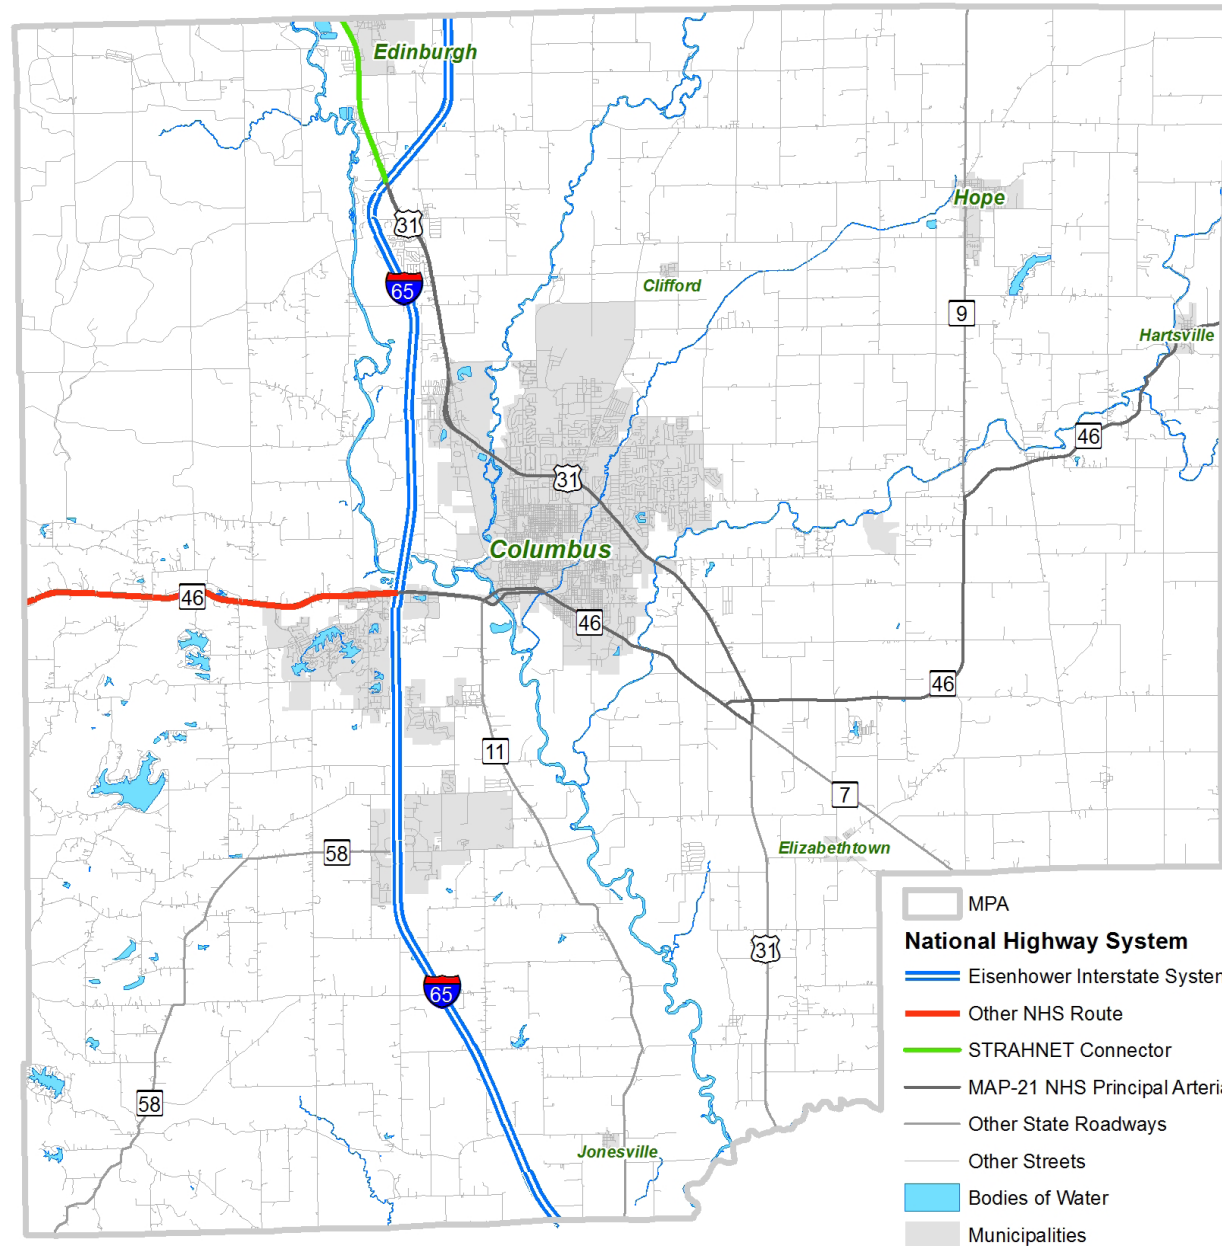 Edinburgh
Hope
31
65
Clifford
9
Hartsville
46
31
Columbus
46
46
46
11
7
58
Elizabethtown
MPA
National Highway System
31
Eisenhower Interstate System
65
Other NHS Route
STRAHNET Connector
MAP-21 NHS Principal Arteria
58
Other State Roadways
Jonesville
Other Streets
Bodies of Water
Municipalities